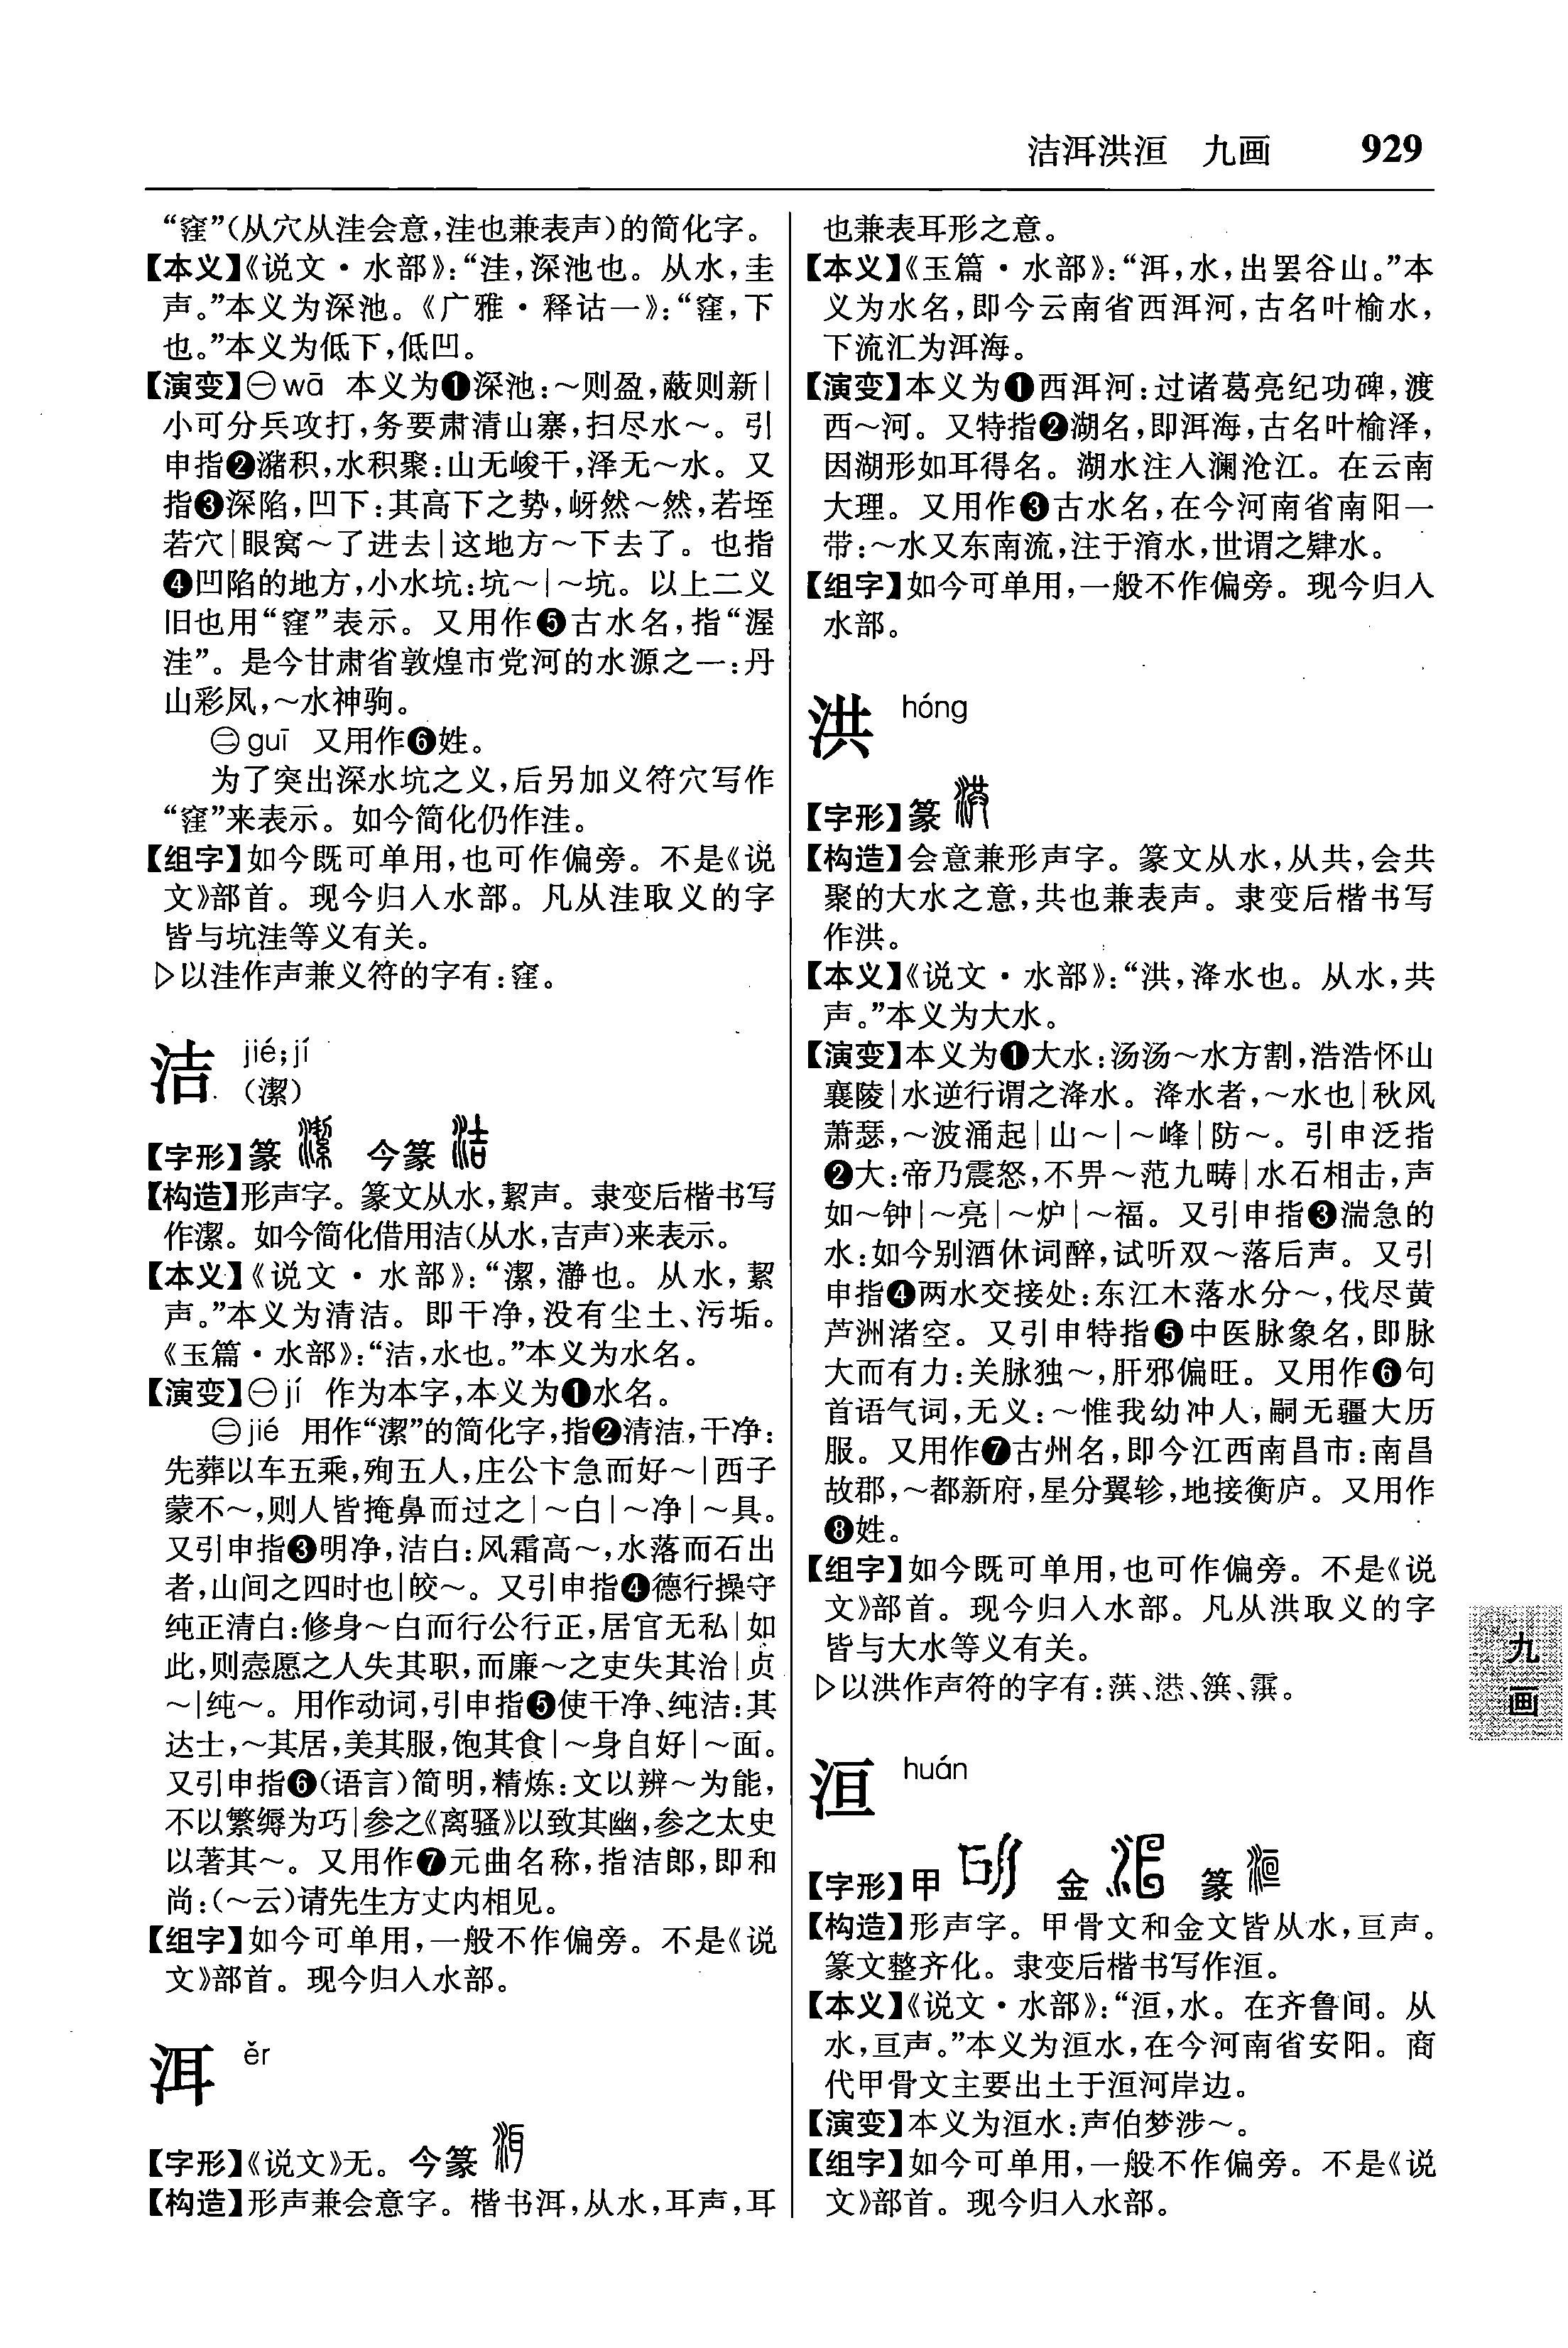 洁洱洪洹　九画　929
“窪”(从穴从洼会意,洼也兼表声)的简化字。
【本义】《说文·水部》:“洼,深池也。从水,圭
声。”本义为深池。《广雅·释诂一》:“窪,下
也。”本义为低下,低凹。
【演变】㊀wā 本义为❶深池:～则盈,蔽则新|
小可分兵攻打,务要肃清山寨,扫尽水～。引
申指❷潴积,水积聚:山无峻干,泽无～水。又
指❸深陷,凹下:其高下之势,岈然～然,若垤
若穴|眼窝～了进去|这地方～下去了。也指
❹凹陷的地方,小水坑:坑～|～坑。以上二义
旧也用“窪”表示。又用作❺古水名,指“渥
洼”。是今甘肃省敦煌市党河的水源之一:丹
山彩凤,～水神驹。
㊁guī 又用作❻姓。
为了突出深水坑之义,后另加义符穴写作
“窪”来表示。如今简化仍作洼。
【组字】如今既可单用,也可作偏旁。不是《说
文》部首。现今归入水部。凡从洼取义的字
皆与坑洼等义有关。
▷以洼作声兼义符的字有:窪。
洁 jié;jí
(潔)
【字形】篆　今篆
【构造】形声字。篆文从水,絜声。隶变后楷书写
作潔。如今简化借用洁(从水,吉声)来表示。
【本义】《说文·水部》:“潔,瀞也。从水,絜
声。”本义为清洁。即干净,没有尘土、污垢。
《玉篇·水部》:“洁,水也。”本义为水名。
【演变】㊀jí 作为本字,本义为❶水名。
㊁jié 用作“潔”的简化字,指❷清洁,干净:
先葬以车五乘,殉五人,庄公卞急而好～|西子
蒙不～,则人皆掩鼻而过之|～白|～净|～具。
又引申指❸明净,洁白:风霜高～,水落而石出
者,山间之四时也|皎～。又引申指❹德行操守
纯正清白:修身～白而行公行正,居官无私|如
此,则悫愿之人失其职,而廉～之吏失其治|贞
～|纯～。用作动词,引申指❺使干净、纯洁:其
达士,～其居,美其服,饱其食|～身自好|～面。
又引申指❻(语言)简明,精炼:文以辨～为能,
不以繁缛为巧|参之《离骚》以致其幽,参之太史
以著其～。又用作❼元曲名称,指洁郎,即和
尚:(～云)请先生方丈内相见。
【组字】如今可单用,一般不作偏旁。不是《说
文》部首。现今归入水部。
洱 ěr
【字形】《说文》无。今篆
【构造】形声兼会意字。楷书洱,从水,耳声,耳
也兼表耳形之意。
【本义】《玉篇·水部》:“洱,水,出罢谷山。”本
义为水名,即今云南省西洱河,古名叶榆水,
下流汇为洱海。
【演变】本义为❶西洱河:过诸葛亮纪功碑,渡
西～河。又特指❷湖名,即洱海,古名叶榆泽,
因湖形如耳得名。湖水注入澜沧江。在云南
大理。又用作❸古水名,在今河南省南阳一
带:～水又东南流,注于淯水,世谓之肄水。
【组字】如今可单用,一般不作偏旁。现今归入
水部。
洪 hóng
【字形】篆
【构造】会意兼形声字。篆文从水,从共,会共
聚的大水之意,共也兼表声。隶变后楷书写
作洪。
【本义】《说文·水部》:“洪,洚水也。从水,共
声。”本义为大水。
【演变】本义为❶大水:汤汤～水方割,浩浩怀山
襄陵|水逆行谓之洚水。洚水者,～水也|秋风
萧瑟,～波涌起|山～|～峰|防～。引申泛指
❷大:帝乃震怒,不畀～范九畴|水石相击,声
如～钟|～亮|～炉|～福。又引申指❸湍急的
水:如今别酒休词醉,试听双～落后声。又引
申指❹两水交接处:东江木落水分～,伐尽黄
芦洲渚空。又引申特指❺中医脉象名,即脉
大而有力:关脉独～,肝邪偏旺。又用作❻句
首语气词,无义:～惟我幼冲人,嗣无疆大历
服。又用作❼古州名,即今江西南昌市:南昌
故郡,～都新府,星分翼轸,地接衡庐。又用作
❽姓。
【组字】如今既可单用,也可作偏旁。不是《说
文》部首。现今归入水部。凡从洪取义的字
皆与大水等义有关。
▷以洪作声符的字有:葓、愩、篊、霟。
洹 huán
【字形】甲　金　篆
【构造】形声字。甲骨文和金文皆从水,亘声。
篆文整齐化。隶变后楷书写作洹。
【本义】《说文·水部》:“洹,水。在齐鲁间。从
水,亘声。”本义为洹水,在今河南省安阳。商
代甲骨文主要出土于洹河岸边。
【演变】本义为洹水:声伯梦涉～。
【组字】如今可单用,一般不作偏旁。不是《说
文》部首。现今归入水部。
九
画